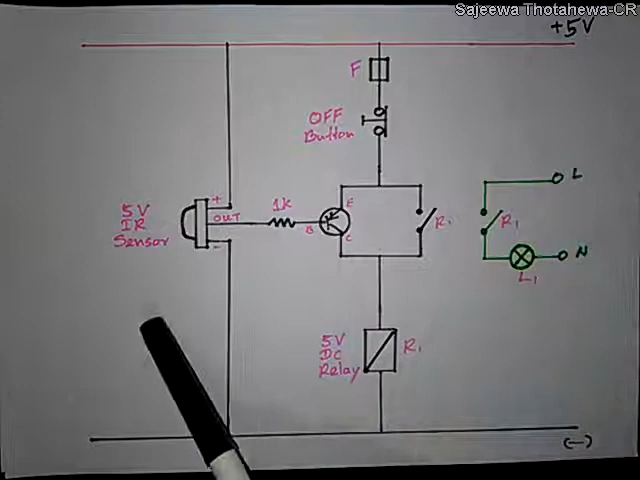 Sajeewa Thotahewa-CR
+5V
F
OFF
Button
L
+
1K
E
5V
IR
Sensor
OUT
B
R1
R1
C
-
N
L1
5V
DC
Relay
R1
(-)